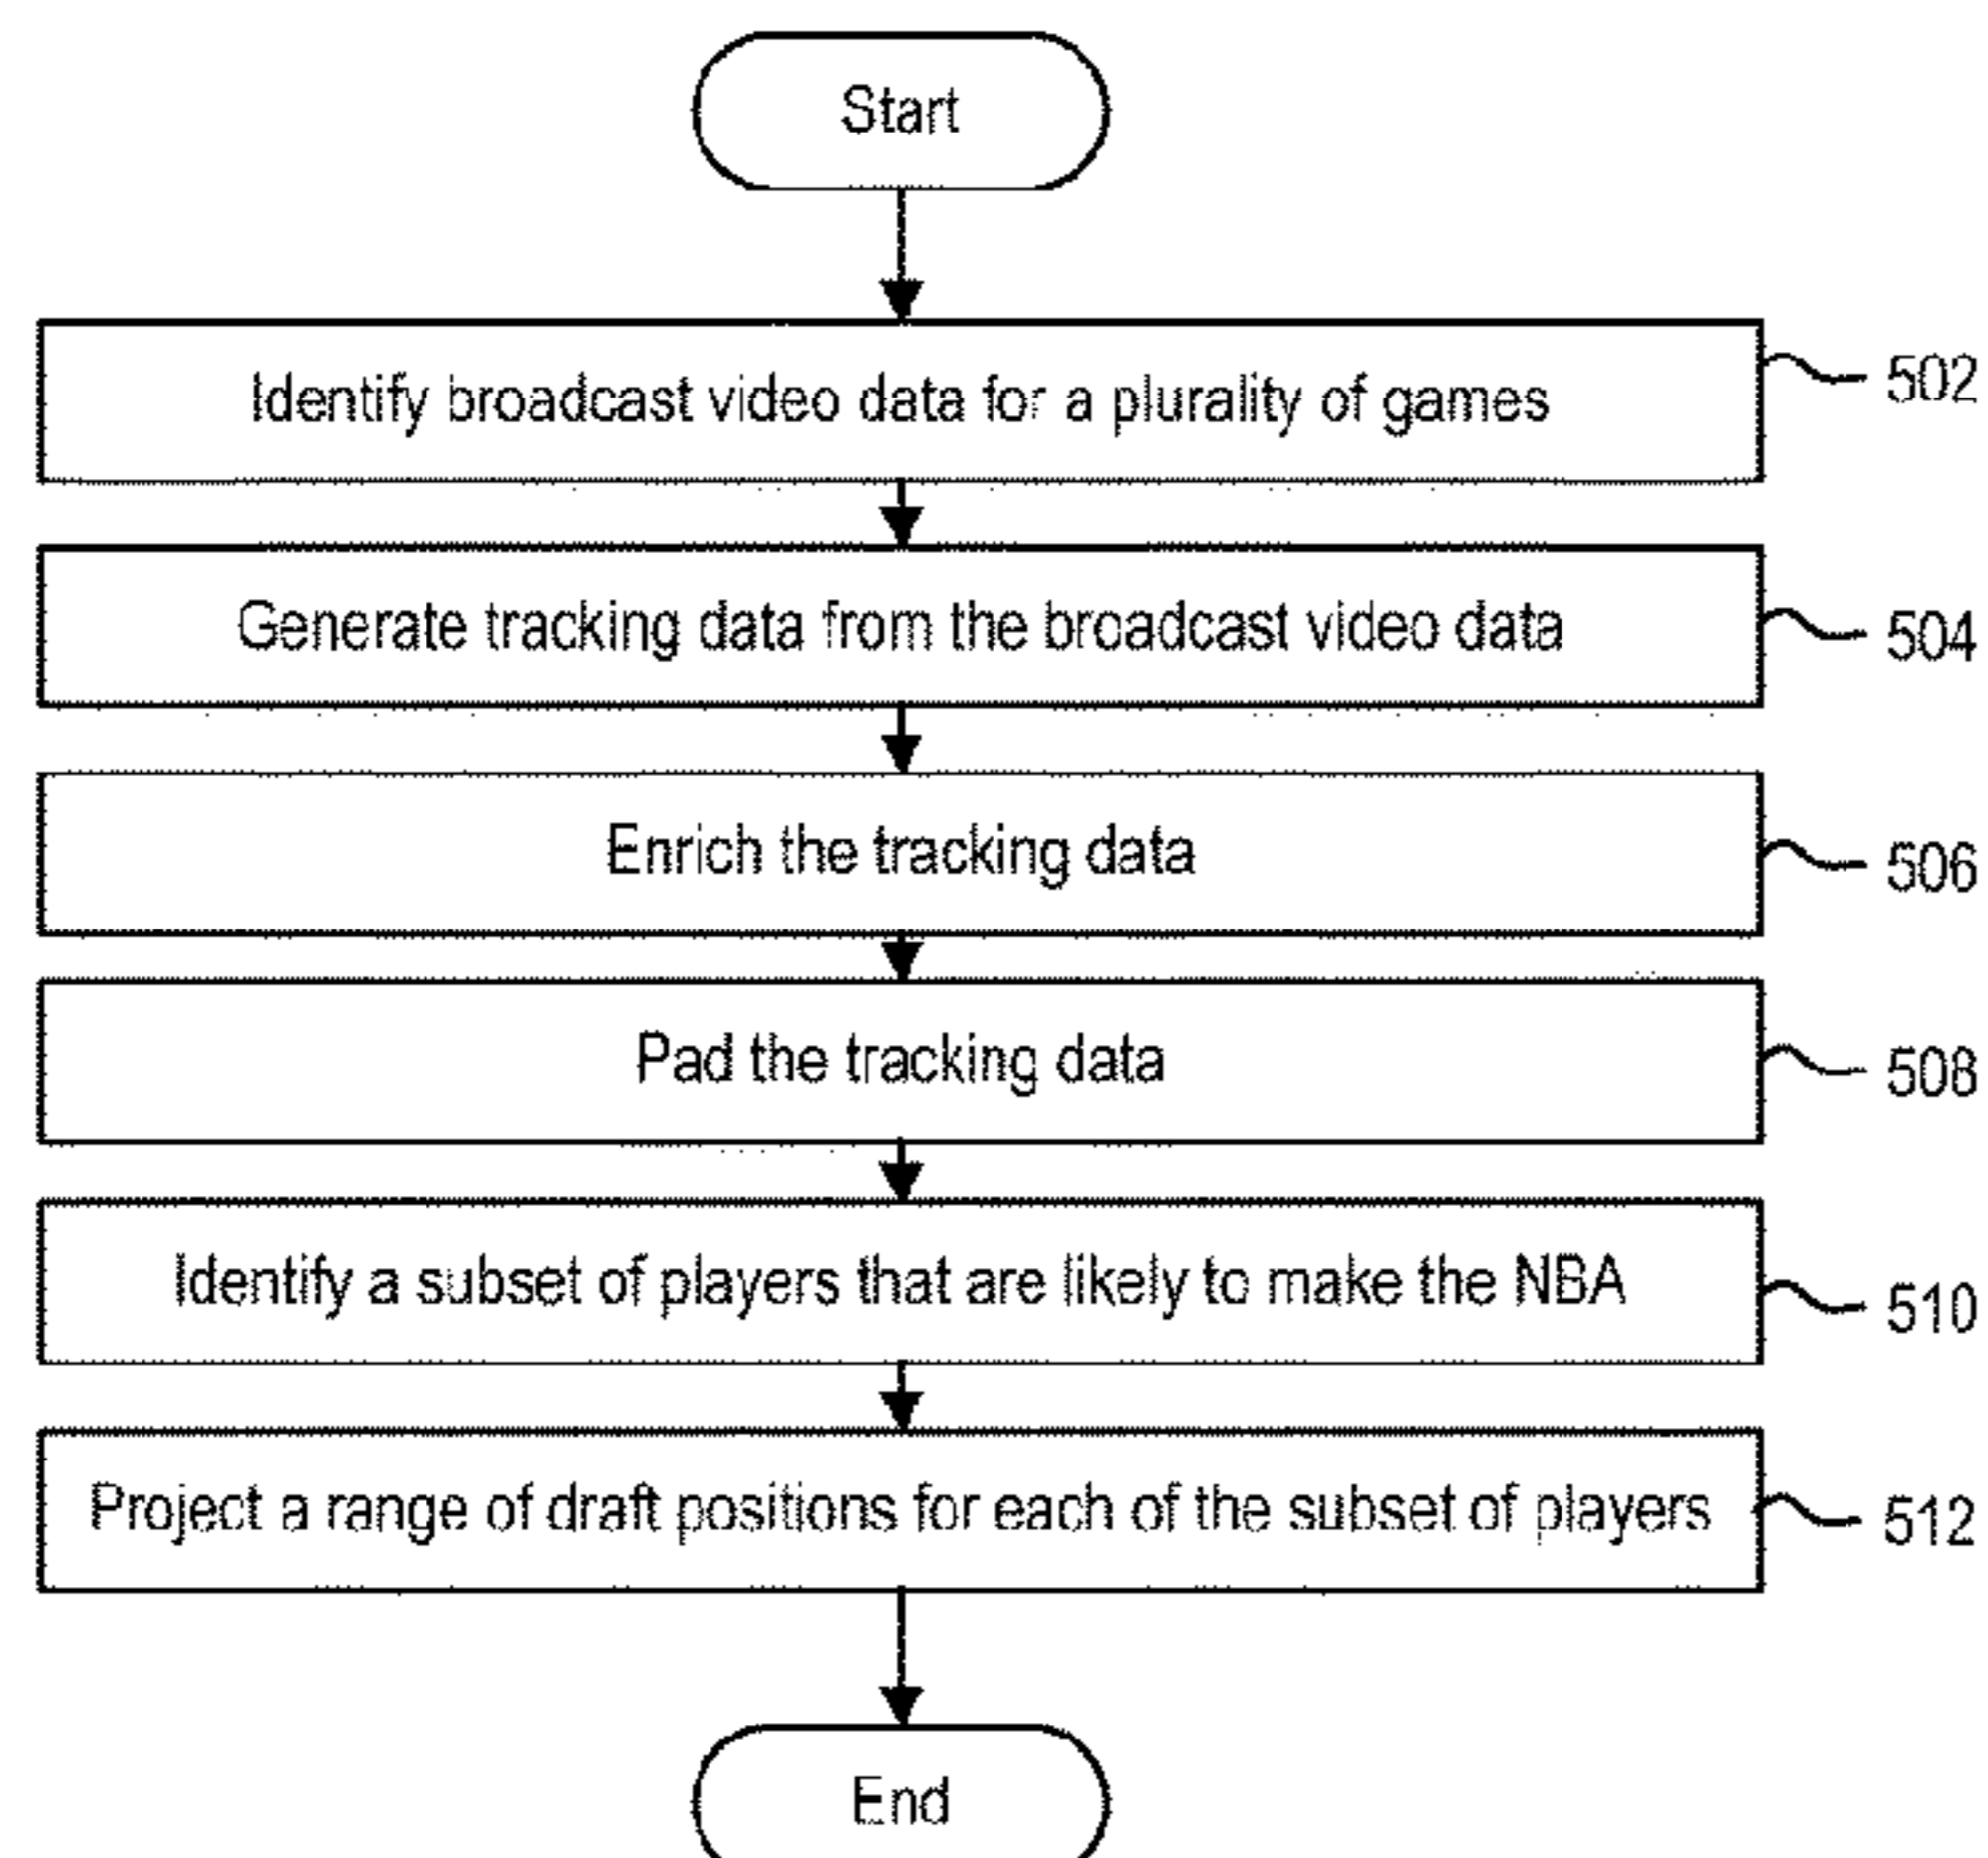 Start
Identify broadcast video data for a plurality of games
502
Generate tracking data from the broadcast video data
504
Enrich the tracking data
506
Pad the tracking data
508
Identify a subset of players that are likely to make the NBA
510
Project a range of draft positions for each of the subset of players
512
End